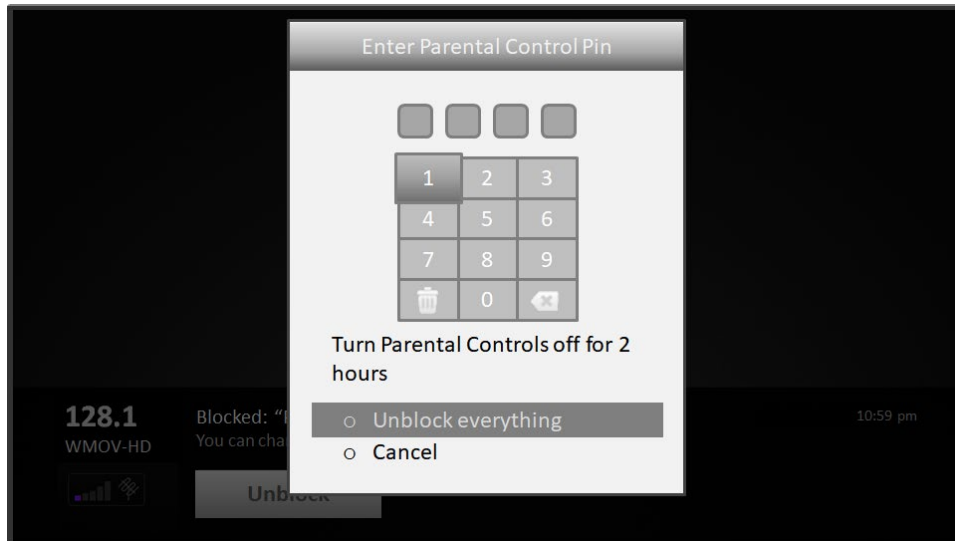 Enter Parental Control Pin
1 2 3
4 5 6
7 8 9
0
Turn Parental Controls off for 2
hours
o Unblock everything
o Cancel
128.1
WMOV-HD
Blocked: “
You can
10:59 pm
Unblock